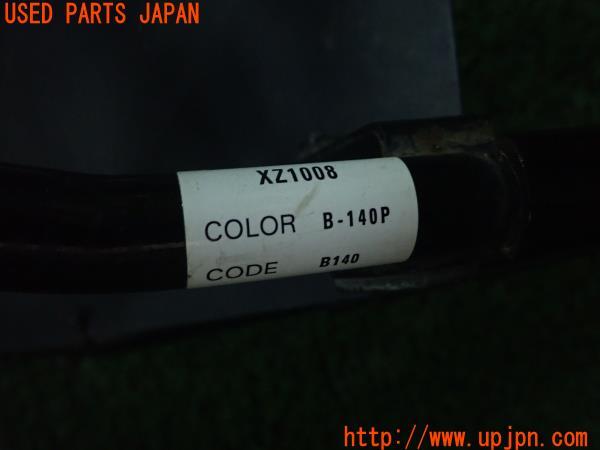 USED PARTS JAPAN
XZ1008
COLOR B-140P
CODE B140
http://www.upjpn.com/